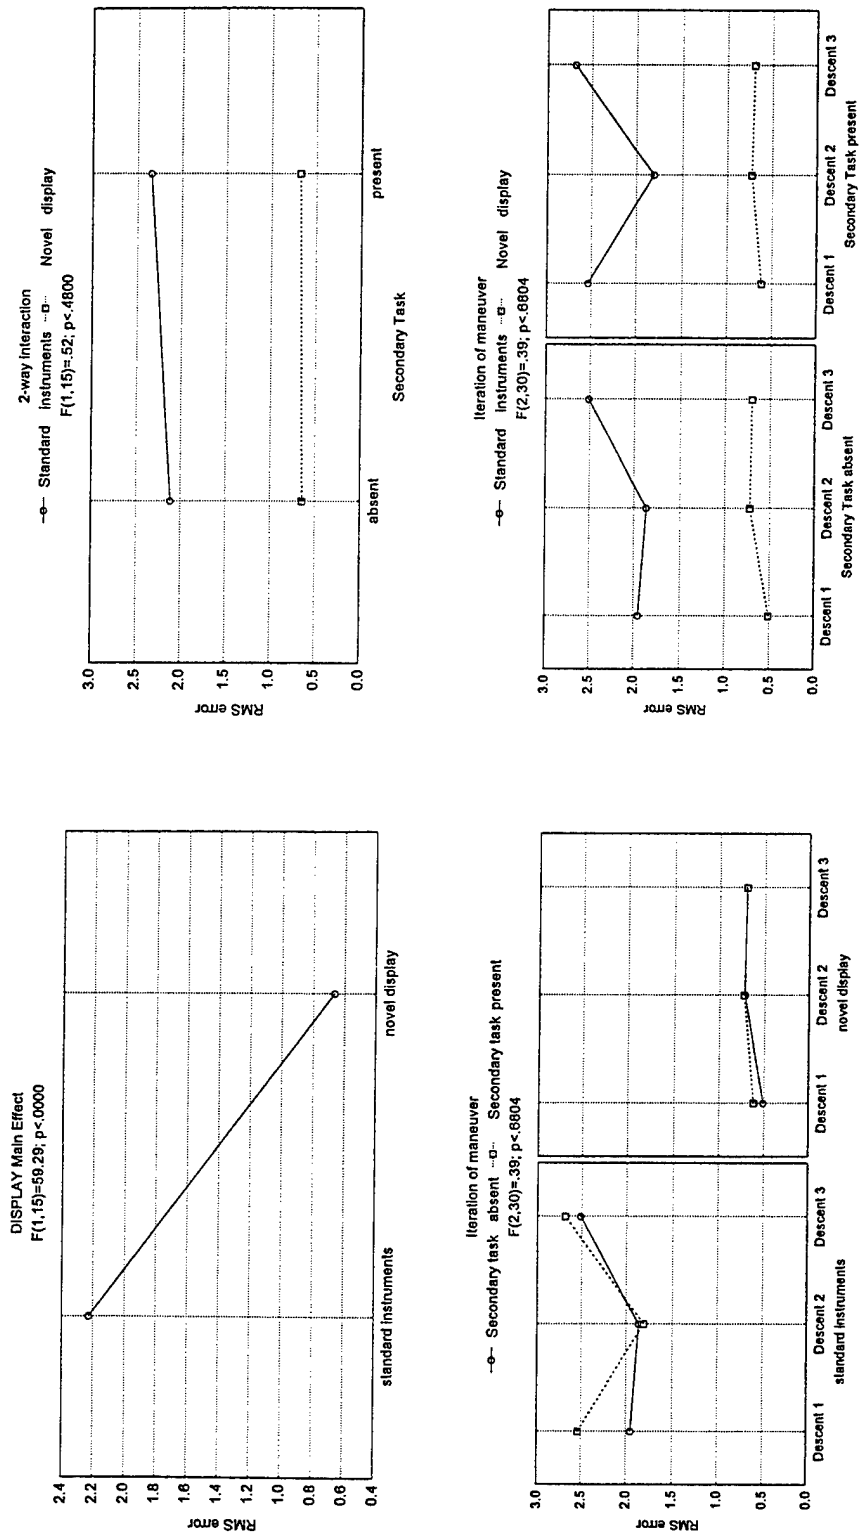 DISPLAY Main Effect
F(1,15)=59.29; p<.0000
RMS error
2.4
2.2
2.0
1.8
1.6
1.4
1.2
1.0
0.8
0.6
0.4
standard instruments
novel display
2-way interaction
Standard instruments Novel display
F(1,15)=.52; p<.4800
RMS error
3.0
2.5
2.0
1.5
1.0
0.5
0.0
absent
present
Secondary Task
Iteration of maneuver
Secondary task absent Secondary task present
F(2,30)=.39; p<.6804
RMS error
3.0
2.5
2.0
1.5
1.0
0.5
0.0
Descent 1 Descent 2 Descent 3
standard instruments
Descent 1 Descent 2 Descent 3
novel display
Iteration of maneuver
Standard instruments Novel display
F(2,30)=.39; p<.6804
RMS error
3.0
2.5
2.0
1.5
1.0
0.5
0.0
Descent 1 Descent 2 Descent 3
Secondary Task absent
Descent 1 Descent 2 Descent 3
Secondary Task present